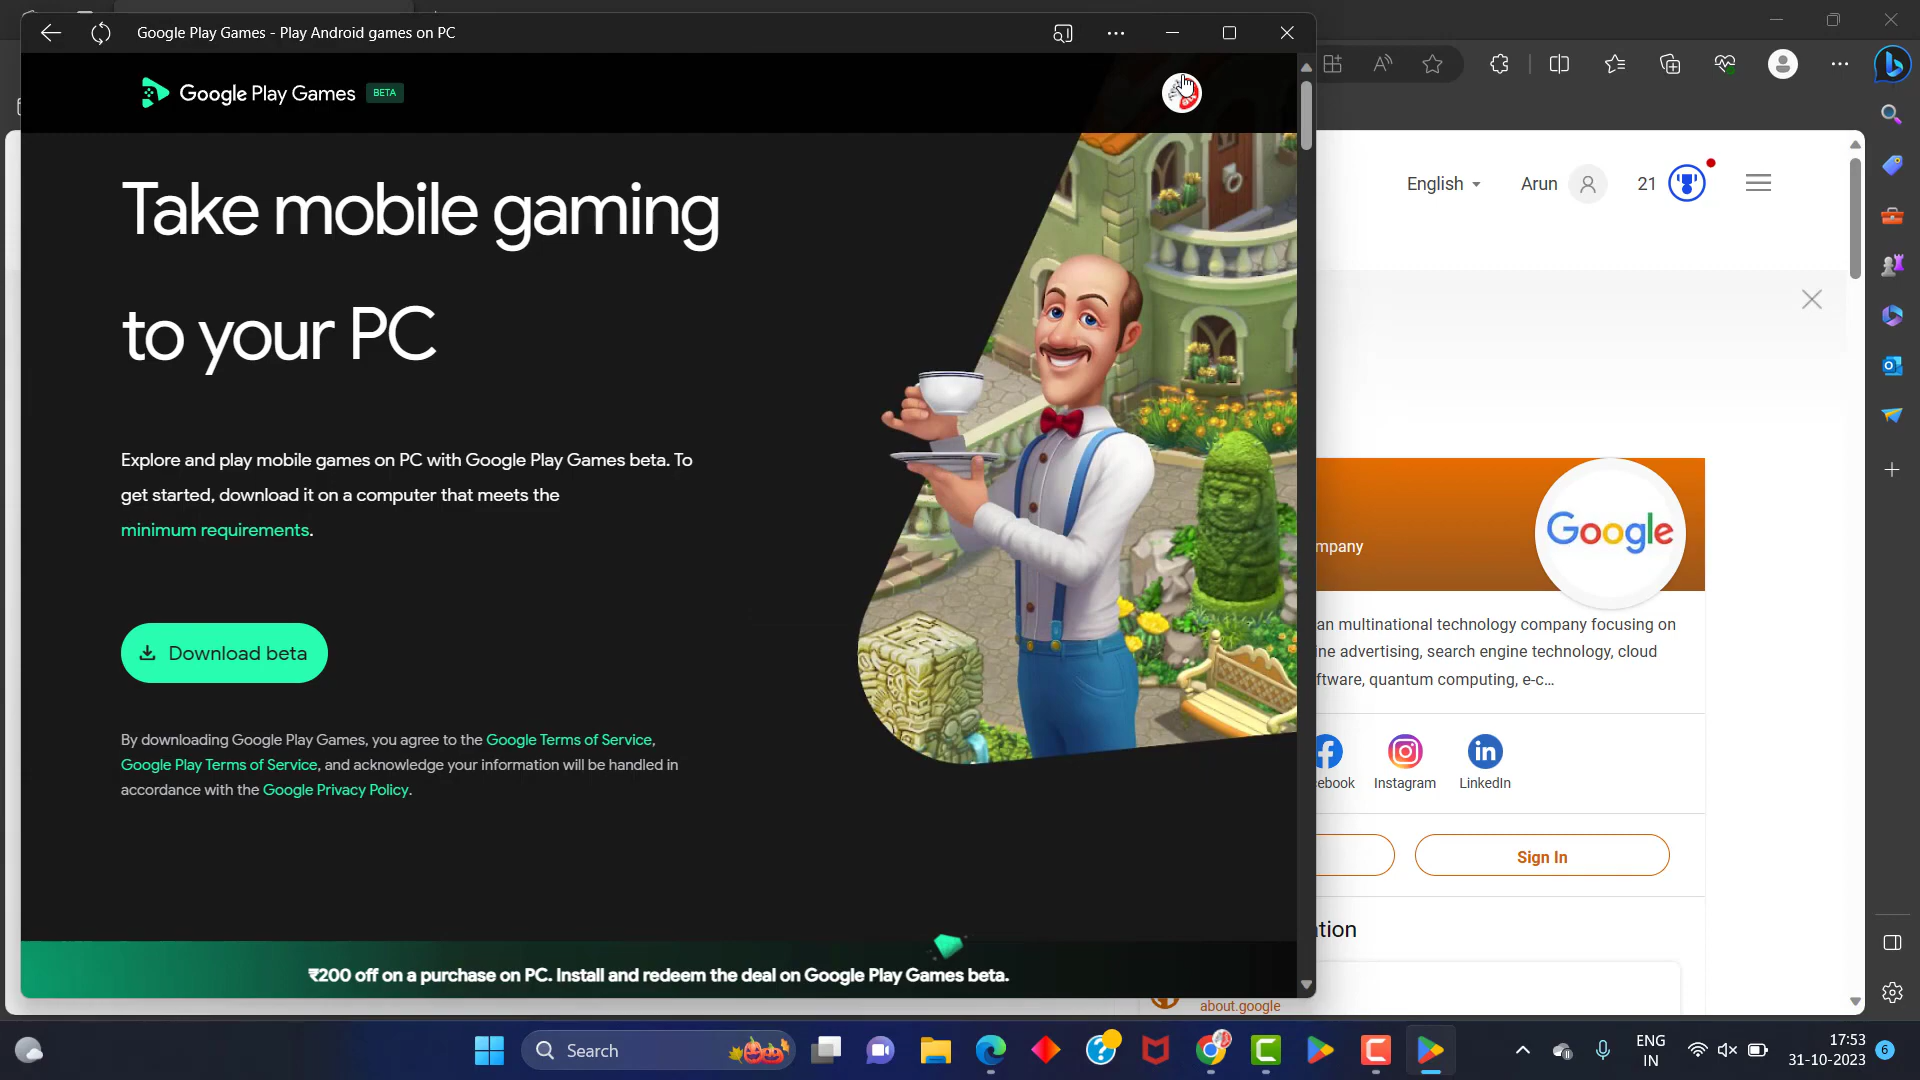 Google Play Games - Play Android games on PC
Google Play Games BETA
Take mobile gaming
to your PC
Explore and play mobile games on PC with Google Play Games beta. To
get started, download it on a computer that meets the
minimum requirements.
Download beta
By downloading Google Play Games, you agree to the Google Terms of Service,
Google Play Terms of Service, and acknowledge your information will be handled in
accordance with the Google Privacy Policy.
₹200 off on a purchase on PC. Install and redeem the deal on Google Play Games beta.
English
Arun
21
mpany
Google
an multinational technology company focusing on
ine advertising, search engine technology, cloud
ftware, quantum computing, e-c...
ebook
Instagram
LinkedIn
Sign In
tion
about.google
Search
ENG
IN
17:53
31-10-2023
6